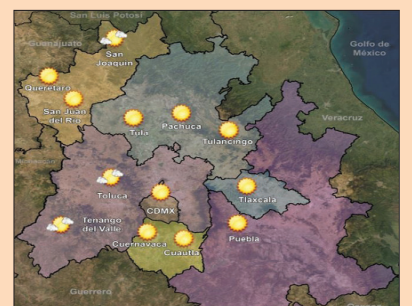 San Luis Potosí
Guanajuato
San
Joaquín
Golfo de
México
Querétaro
San Juan
del Río
Tula
Pachuca
Tulancingo
Veracruz
Toluca
CDMX
Tlaxcala
Tenango
del Valle
Cuernavaca
Cuautla
Puebla
Guerrero